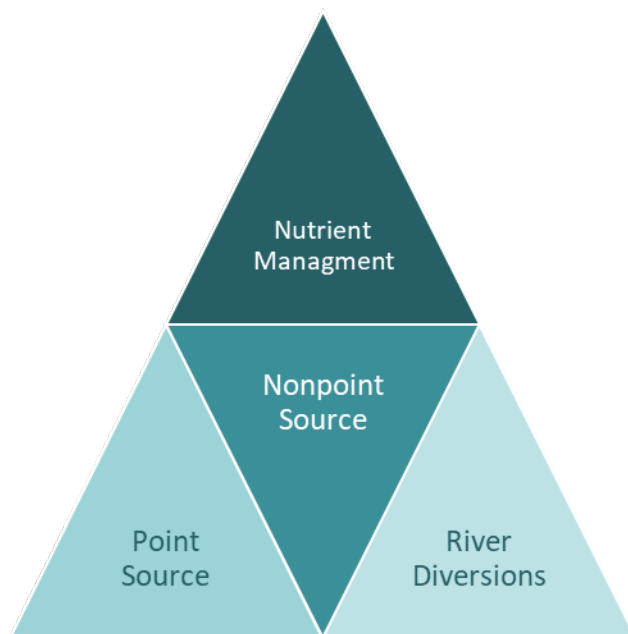 Nutrient
Managment
Nonpoint
Source
Point
Source
River
Diversions